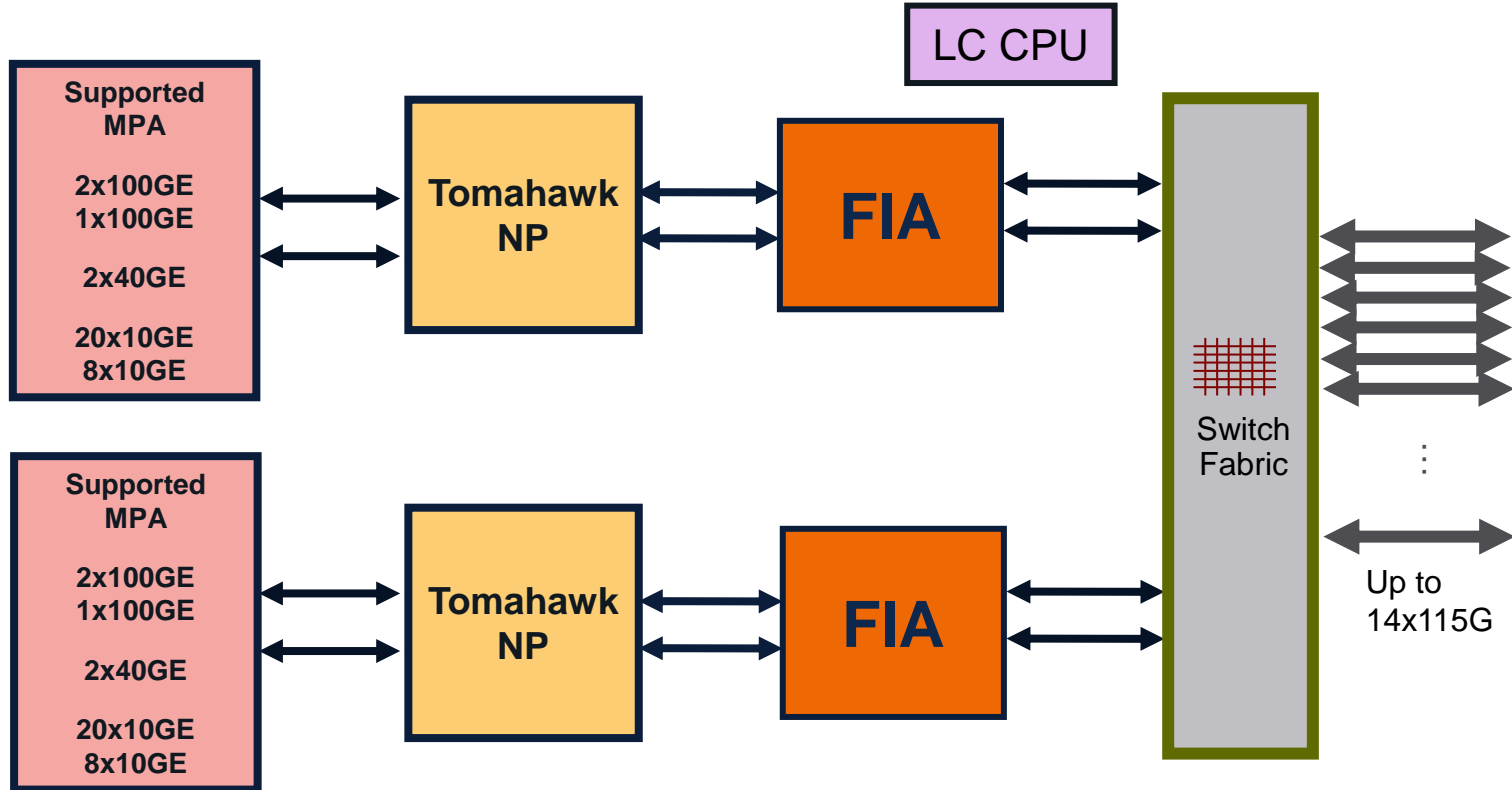 LC CPU
Supported
MPA
2x100GE
1x100GE
2x40GE
20x10GE
8x10GE
Tomahawk
NP
FIA
Switch
Fabric
...
Up to
14x115G
Supported
MPA
2x100GE
1x100GE
2x40GE
20x10GE
8x10GE
Tomahawk
NP
FIA